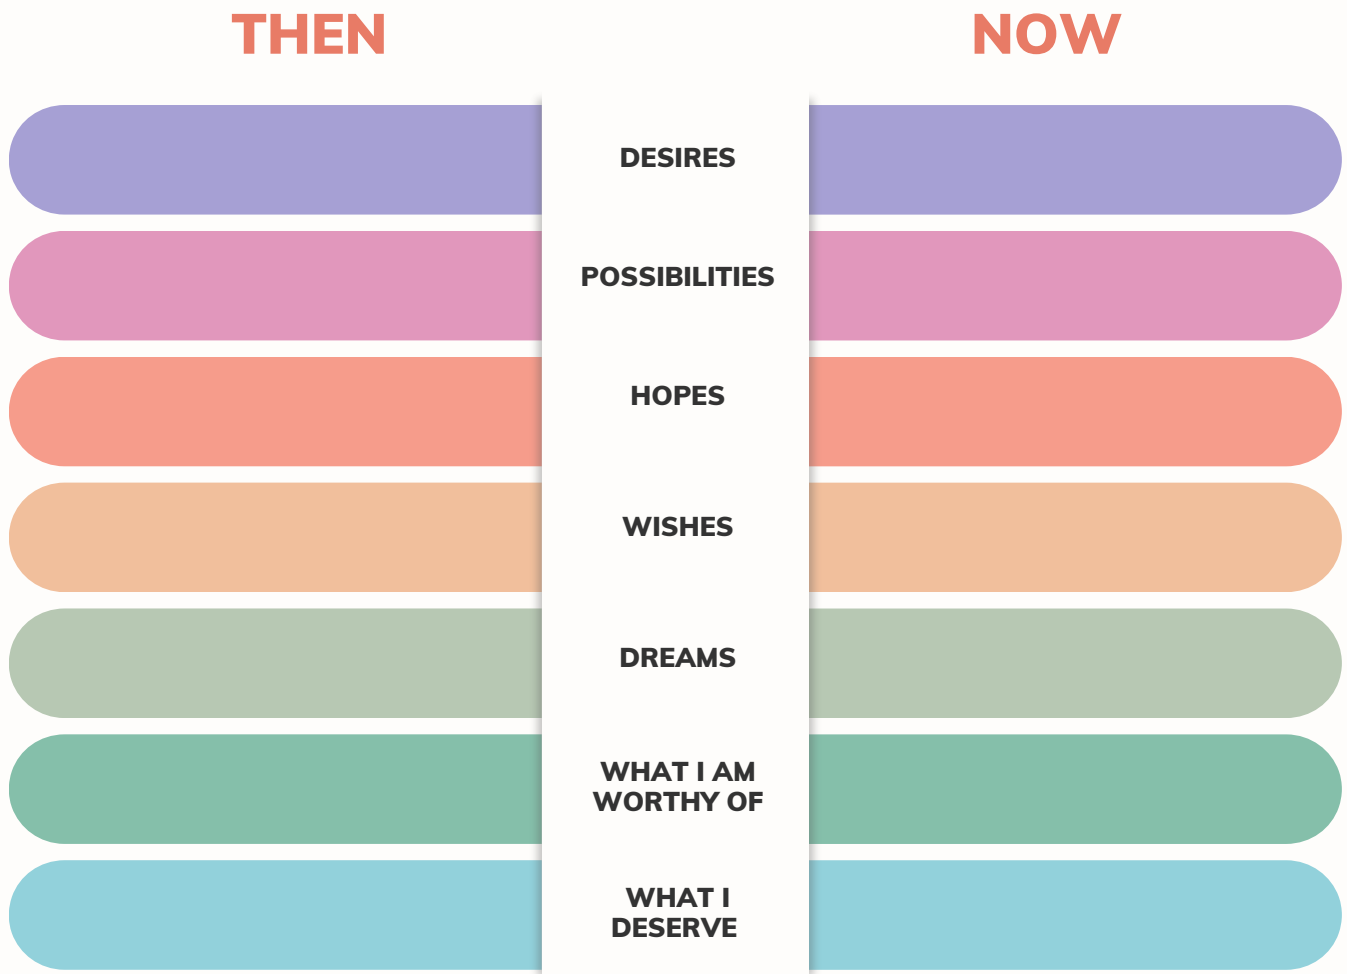 THEN
NOW
DESIRES
POSSIBILITIES
HOPES
WISHES
DREAMS
WHAT I AM
WORTHY OF
WHAT I
DESERVE